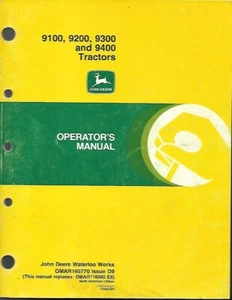 9100, 9200, 9300
and 9400
Tractors
JOHN DEERE
OPERATOR'S
MANUAL
John Deere Waterloo Works
OMAR165770 Issue D9
(This manual replaces OMAR116360 E8)
North American Edition